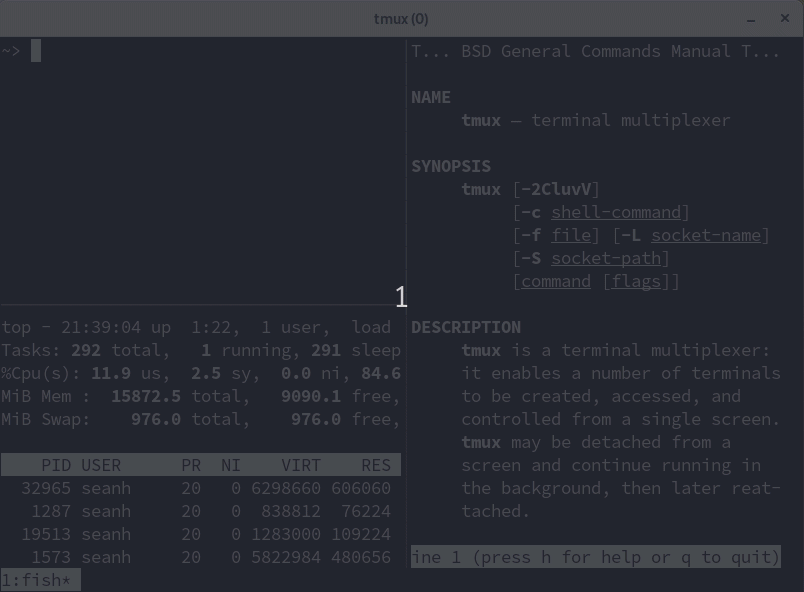 tmux (0)
~>
T... BSD General Commands Manual T...
NAME
tmux – terminal multiplexer
SYNOPSIS
tmux [-2CluvV]
[-c shell-command]
[-f file] [-L socket-name]
[-S socket-path]
[command [flags]]
DESCRIPTION
tmux is a terminal multiplexer:
it enables a number of terminals
to be created, accessed, and
controlled from a single screen.
tmux may be detached from a
screen and continue running in
the background, then later reat-
tached.
ine 1 (press h for help or q to quit)
1
top - 21:39:04 up  1:22,  1 user,  load
Tasks: 292 total,   1 running, 291 sleep
%Cpu(s): 11.9 us,  2.5 sy,  0.0 ni, 84.6
MiB Mem :  15872.5 total,   9090.1 free,
MiB Swap:    976.0 total,    976.0 free,
PID USER      PR  NI    VIRT    RES
32965 seanh     20   0 6298660 606060
1287 seanh     20   0  838812  76224
19513 seanh     20   0 1283000 109224
1573 seanh     20   0 5822984 480656
1:fish*